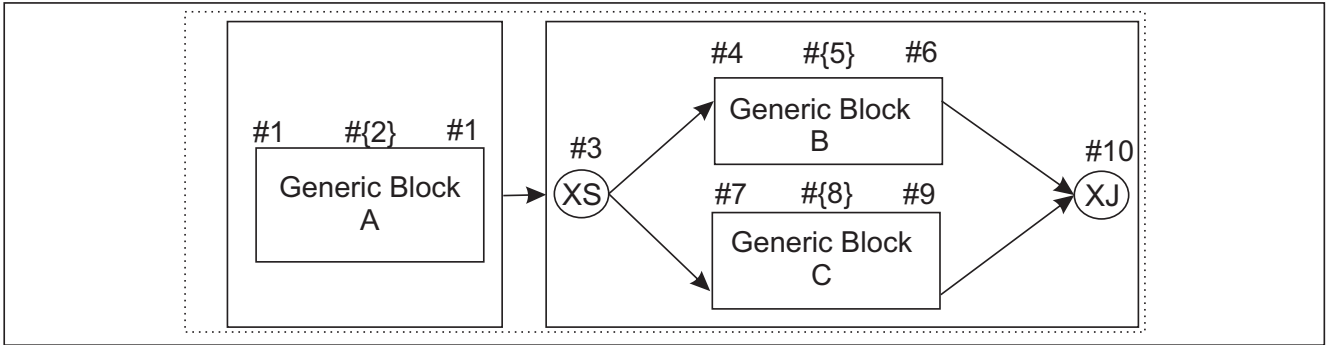 #4 #{5} #6
Generic Block
B
#1 #{2} #1
Generic Block
A
#3
XS
#10
XJ
#7 #{8} #9
Generic Block
C